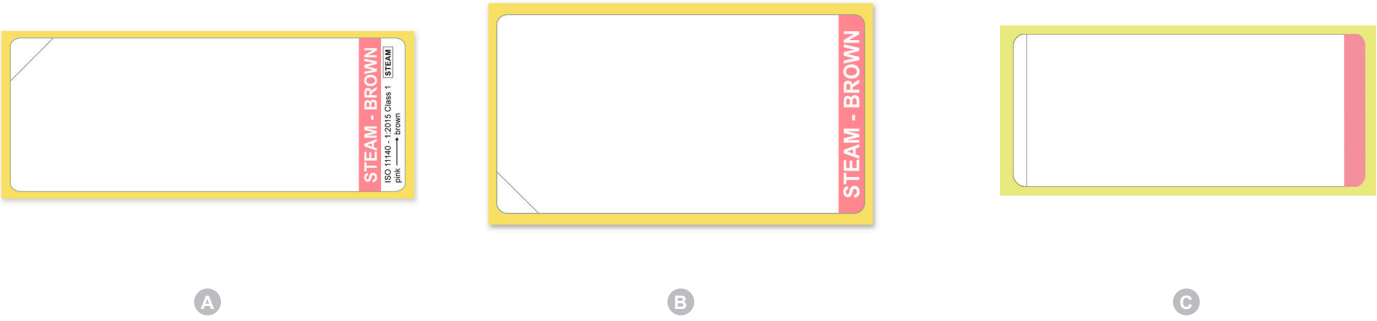 STEAM - BROWN
ISO 11140 - 1:2015 Class 1 STEAM
pink ⟶ brown
STEAM - BROWN
A
B
C